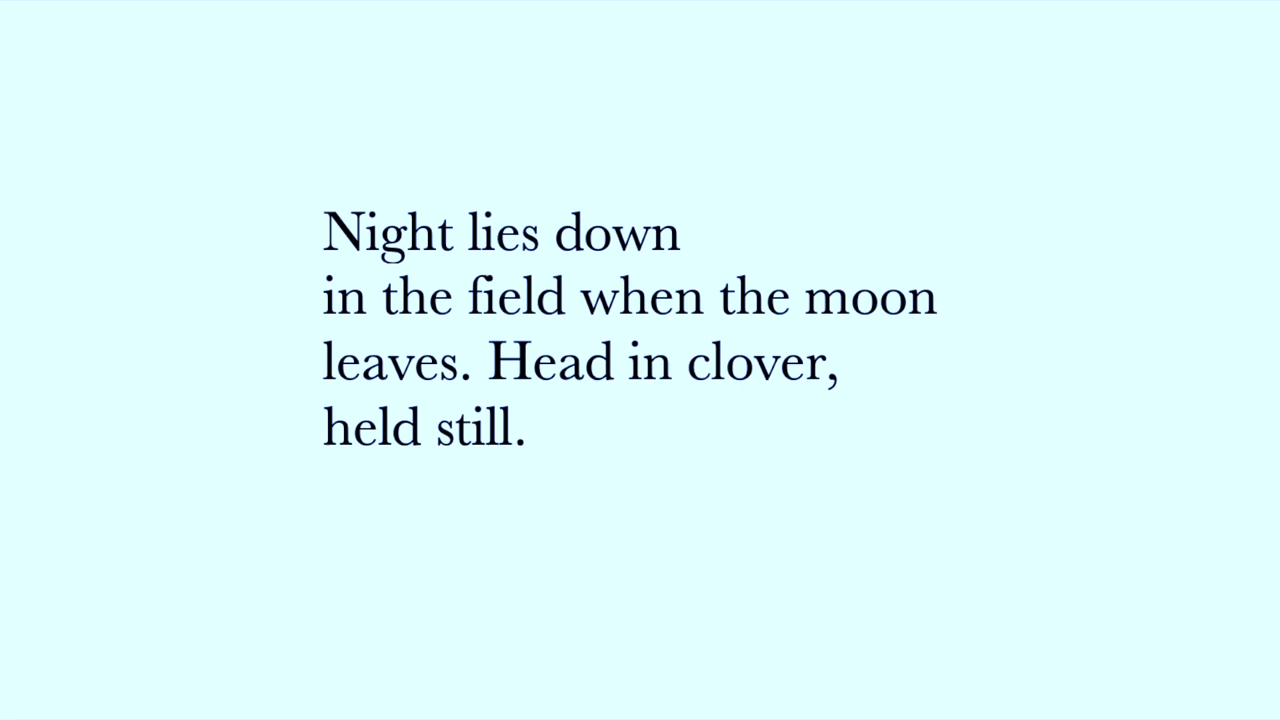 Night lies down
in the field when the moon
leaves. Head in clover,
held still.